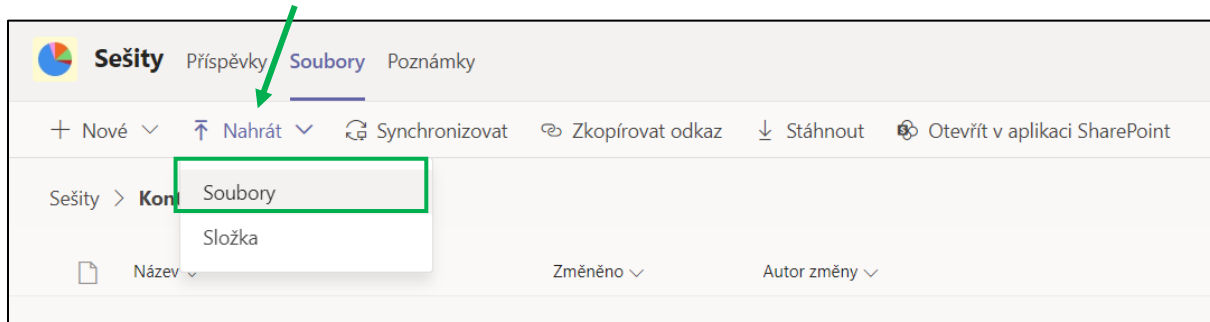 Sešity Příspěvky Soubory Poznámky
Nové Nahrát Synchronizovat Zkopírovat odkaz Stáhnout Otevřít v aplikaci SharePoint
Sešity >
Soubory
Složka
Název Změněno Autor změny